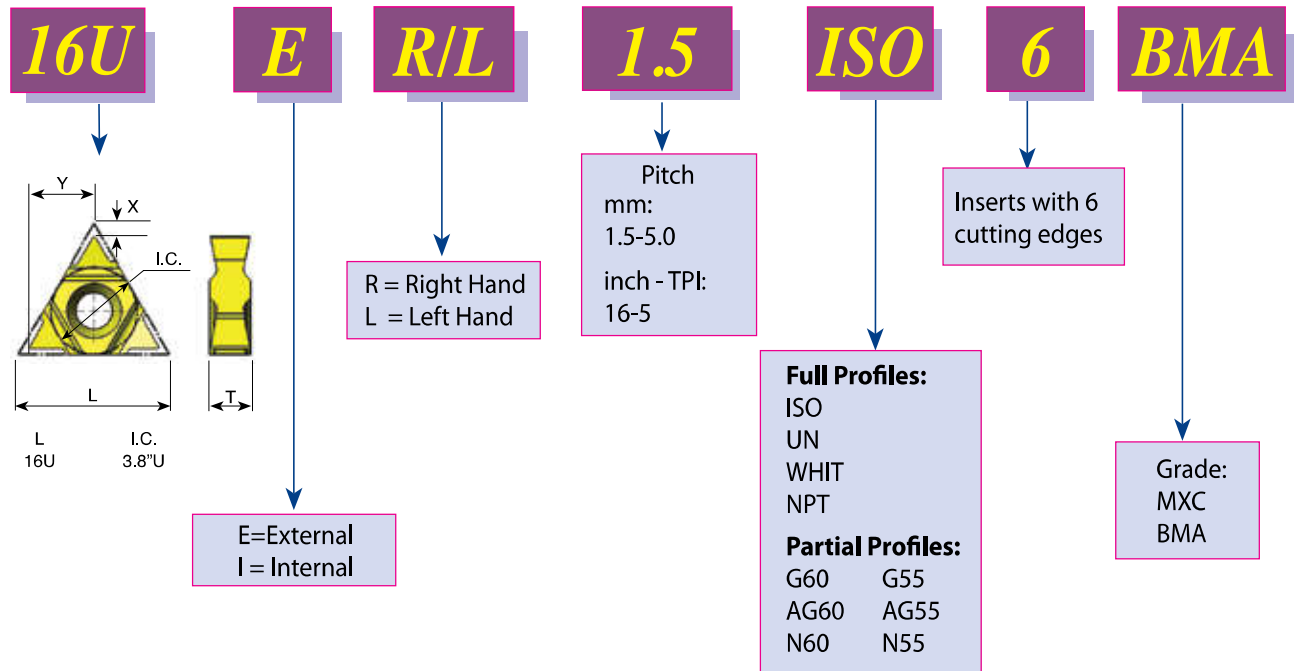 16U E R/L 1.5 ISO 6 BMA
Y
X
I.C.
L
T
L I.C.
16U 3.8”U
E=External
I = Internal
R = Right Hand
L = Left Hand
Pitch
mm:
1.5-5.0
inch - TPI:
16-5
Full Profiles:
ISO
UN
WHIT
NPT
Partial Profiles:
G60 G55
AG60 AG55
N60 N55
Inserts with 6
cutting edges
Grade:
MXC
BMA